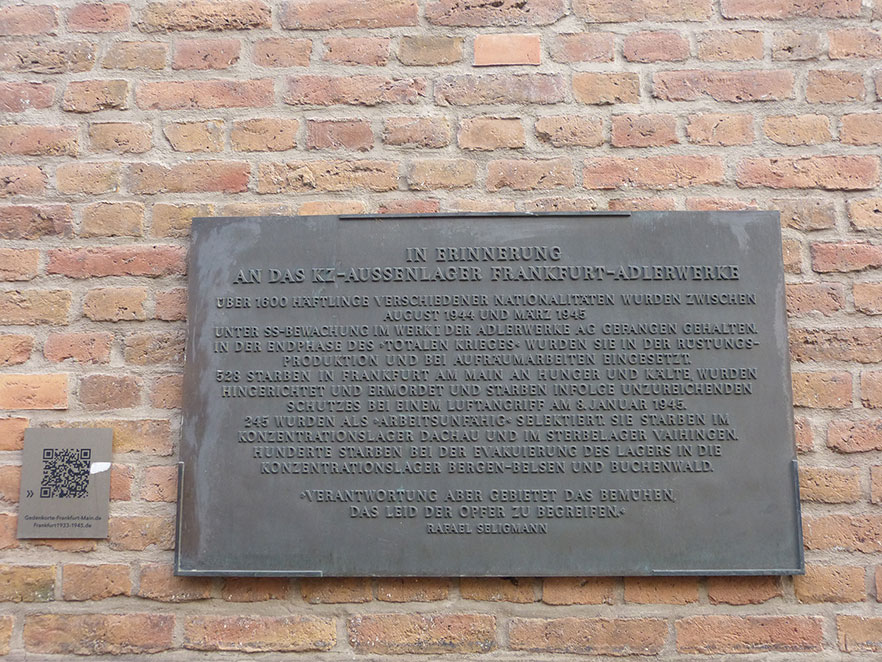 IN ERINNERUNG
AN DAS KZ-AUSSENLAGER FRANKFURT-ADLERWERKE
ÜBER 1600 HÄFTLINGE VERSCHIEDENER NATIONALITÄTEN WURDEN ZWISCHEN
AUGUST 1944 UND MÄRZ 1945
UNTER SS-BEWACHUNG IM WERK I DER ADLERWERKE AG GEFANGEN GEHALTEN.
IN DER ENDPHASE DES »TOTALEN KRIEGES« WURDEN SIE IN DER RÜSTUNGS-
PRODUKTION UND BEI AUFRÄUMARBEITEN EINGESETZT.
528 STARBEN IN FRANKFURT AM MAIN AN HUNGER UND KÄLTE, WURDEN
HINGERICHTET UND ERMORDET UND STARBEN INFOLGE UNZUREICHENDEN
SCHUTZES BEI EINEM LUFTANGRIFF AM 8. JANUAR 1945.
245 WURDEN ALS »ARBEITSUNFÄHIG« SELEKTIERT. SIE STARBEN IM
KONZENTRATIONSLAGER DACHAU UND IM STERBELAGER VAIHINGEN.
HUNDERTE STARBEN BEI DER EVAKUIERUNG DES LAGERS IN DIE
KONZENTRATIONSLAGER BERGEN-BELSEN UND BUCHENWALD.
»VERANTWORTUNG ABER GEBIETET DAS BEMÜHEN,
DAS LEID DER OPFER ZU BEGREIFEN.«
RAFAEL SELIGMANN
»
Gedenkorte-Frankfurt-Main.de
Frankfurt1933-1945.de